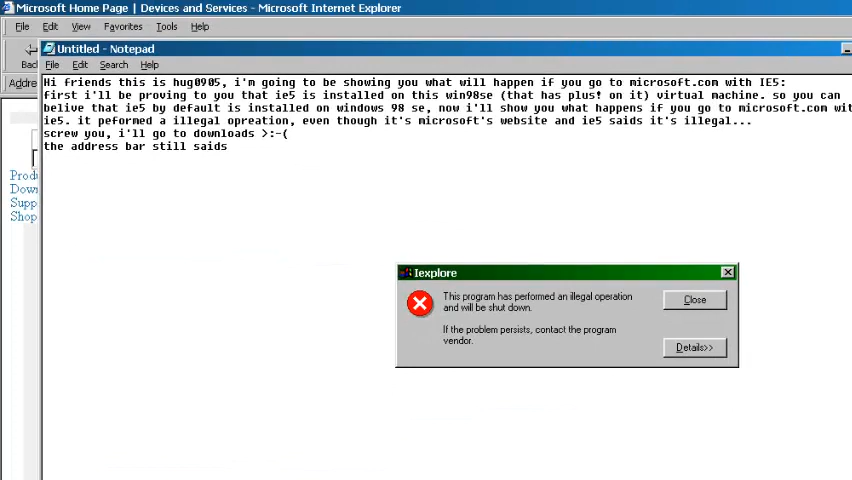 Microsoft Home Page | Devices and Services - Microsoft Internet Explorer
File Edit View Favorites Tools Help
Untitled - Notepad
Back
File Edit Search Help
Hi friends this is hug0905, i'm going to be showing you what will happen if you go to microsoft.com with IE5:
first i'll be proving to you that ie5 is installed on this win98se (that has plus! on it) virtual machine. so you can
belive that ie5 by default is installed on windows 98 se, now i'll show you what happens if you go to microsoft.com wit
ie5. it peformed a illegal opreation, even though it's microsoft's website and ie5 saids it's illegal...
screw you, i'll go to downloads >:-(
the address bar still saids
Addre
Produ
Down
Supp
Shop
Iexplore
This program has performed an illegal operation
and will be shut down.
If the problem persists, contact the program
vendor.
Close
Details>>